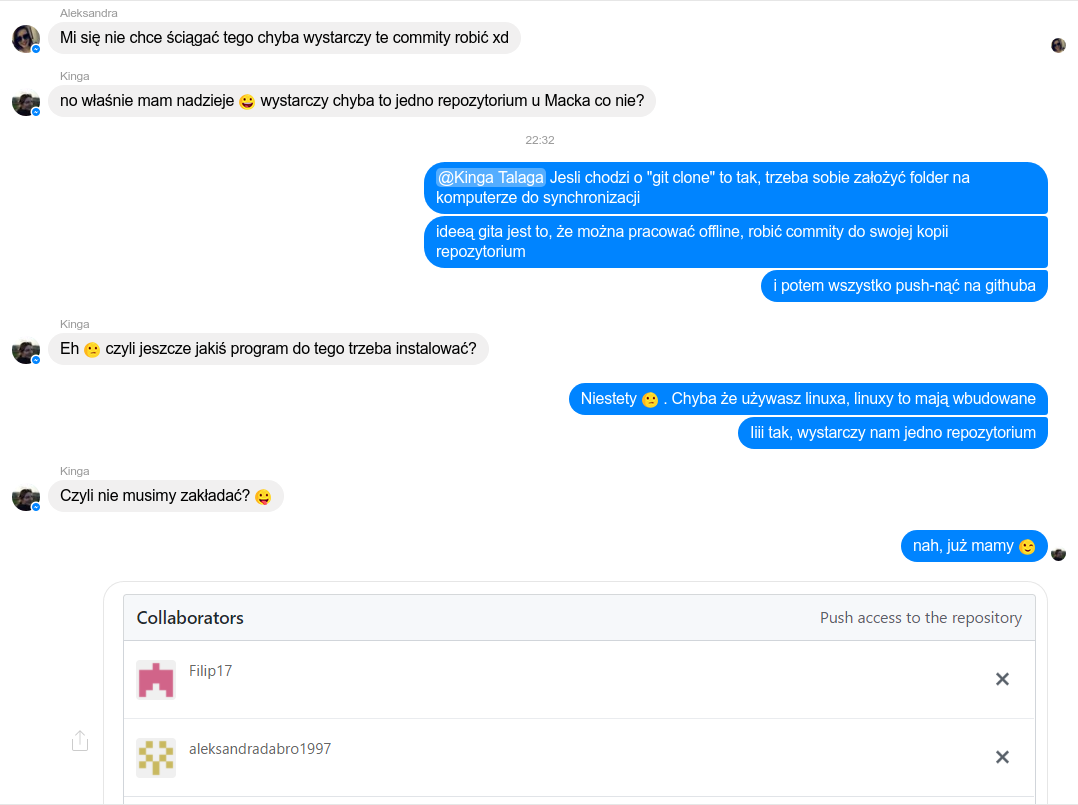 Aleksandra
Mi się nie chce ściągać tego chyba wystarczy te commity robić xd
Kinga
no właśnie mam nadzieje 😀 wystarczy chyba to jedno repozytorium u Macka co nie?
22:32
@Kinga Talaga Jesli chodzi o "git clone" to tak, trzeba sobie założyć folder na
komputerze do synchronizacji
ideeą gita jest to, że można pracować offline, robić commity do swojej kopii
repozytorium
i potem wszystko push-nąć na githuba
Kinga
Eh 🙁 czyli jeszcze jakiś program do tego trzeba instalować?
Niestety 🙁 . Chyba że używasz linuxa, linuxy to mają wbudowane
Iiii tak, wystarczy nam jedno repozytorium
Kinga
Czyli nie musimy zakładać? 😜
nah, już mamy 😉
Collaborators
Push access to the repository
Filip17
aleksandradabro1997